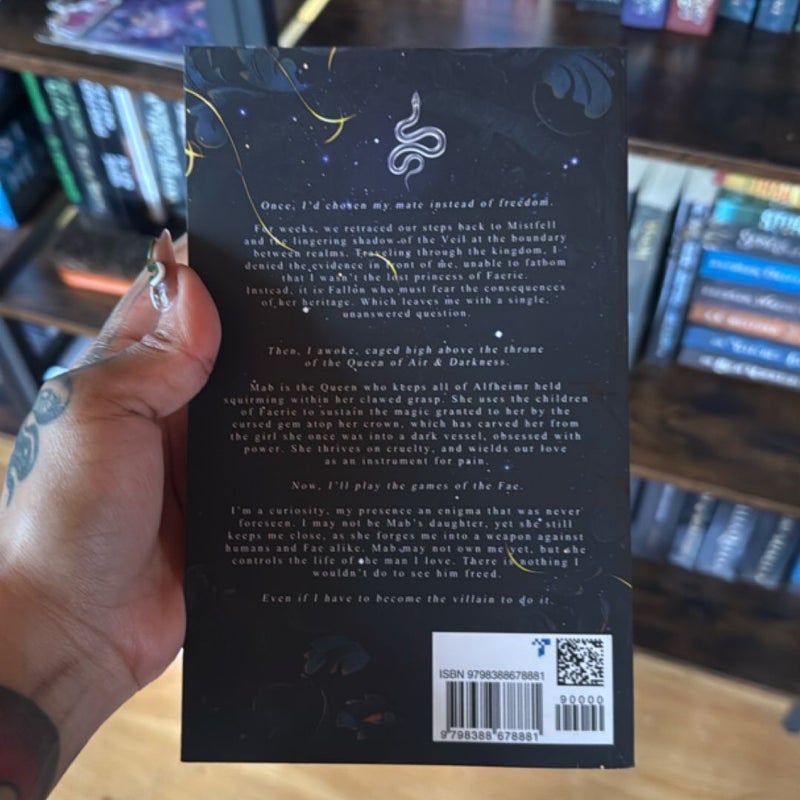 Once, I'd chosen my mate instead of freedom.
For weeks, we retraced our steps back to Mistfell
and the lingering shadow of the Veil at the boundary
between realms. Traveling through the kingdom, I
denied the evidence in front of me, unable to fathom
that I wasn't the lost princess of Faerie.
Instead, it is Fallon who must fear the consequences
of her heritage. Which leaves me with a single,
unanswered question.
Then, I awoke, caged high above the throne
of the Queen of Air & Darkness.
Mab is the Queen who keeps all of Alfheimr held
squirming within her clawed grasp. She uses the children
of Faerie to sustain the magic granted to her by the
cursed gem atop her crown, which has carved her from
the girl she once was into a dark vessel, obsessed with
power. She thrives on cruelty, and wields our love
as an instrument for pain.
Now, I'll play the games of the Fae.
I'm a curiosity, my presence an enigma that was never
foreseen. I may not be Mab's daughter, yet she still
keeps me close, as she forges me into a weapon against
humans and Fae alike. Mab may not own me yet, but she
controls the life of the man I love. There is nothing I
wouldn't do to see him freed.
Even if I have to become the villain to do it.
ISBN 9798388678881
90000
9 798388 678881